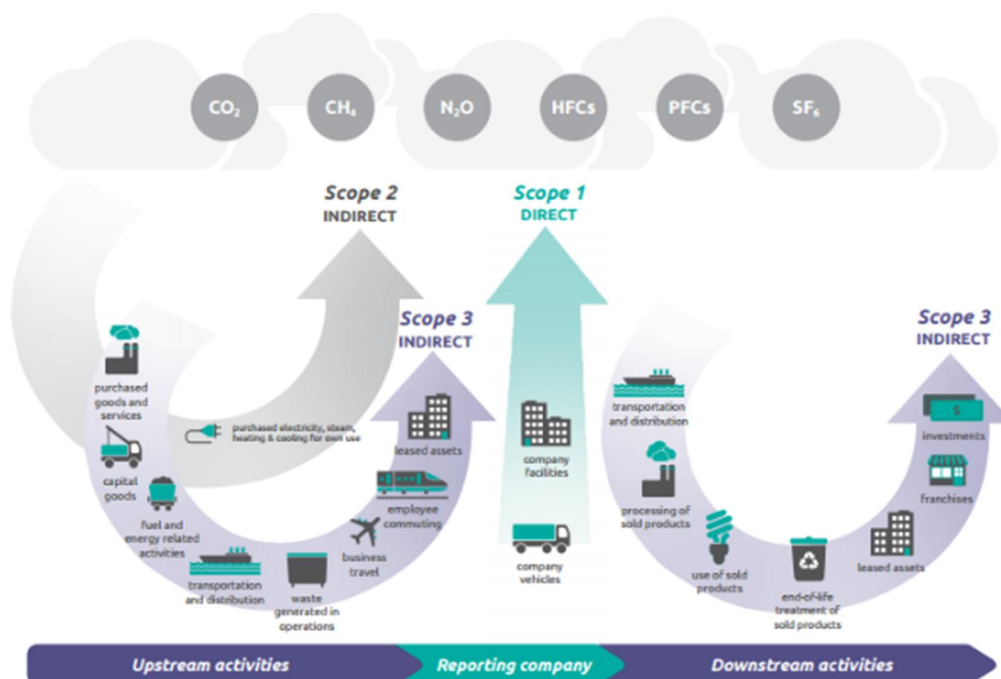 CO₂
CH₄
N₂O
HFCs
PFCs
SF₆
Scope 2
INDIRECT
Scope 1
DIRECT
Scope 3
INDIRECT
Scope 3
INDIRECT
purchased
goods and
services
capital
goods
fuel and
energy related
activities
purchased electricity, steam,
heating & cooling for own use
transportation
and distribution
waste
generated in
operations
business
travel
employee
commuting
leased assets
company
facilities
company
vehicles
transportation
and distribution
processing of
sold products
use of sold
products
end-of-life
treatment of
sold products
leased assets
franchises
$
investments
Upstream activities
Reporting company
Downstream activities